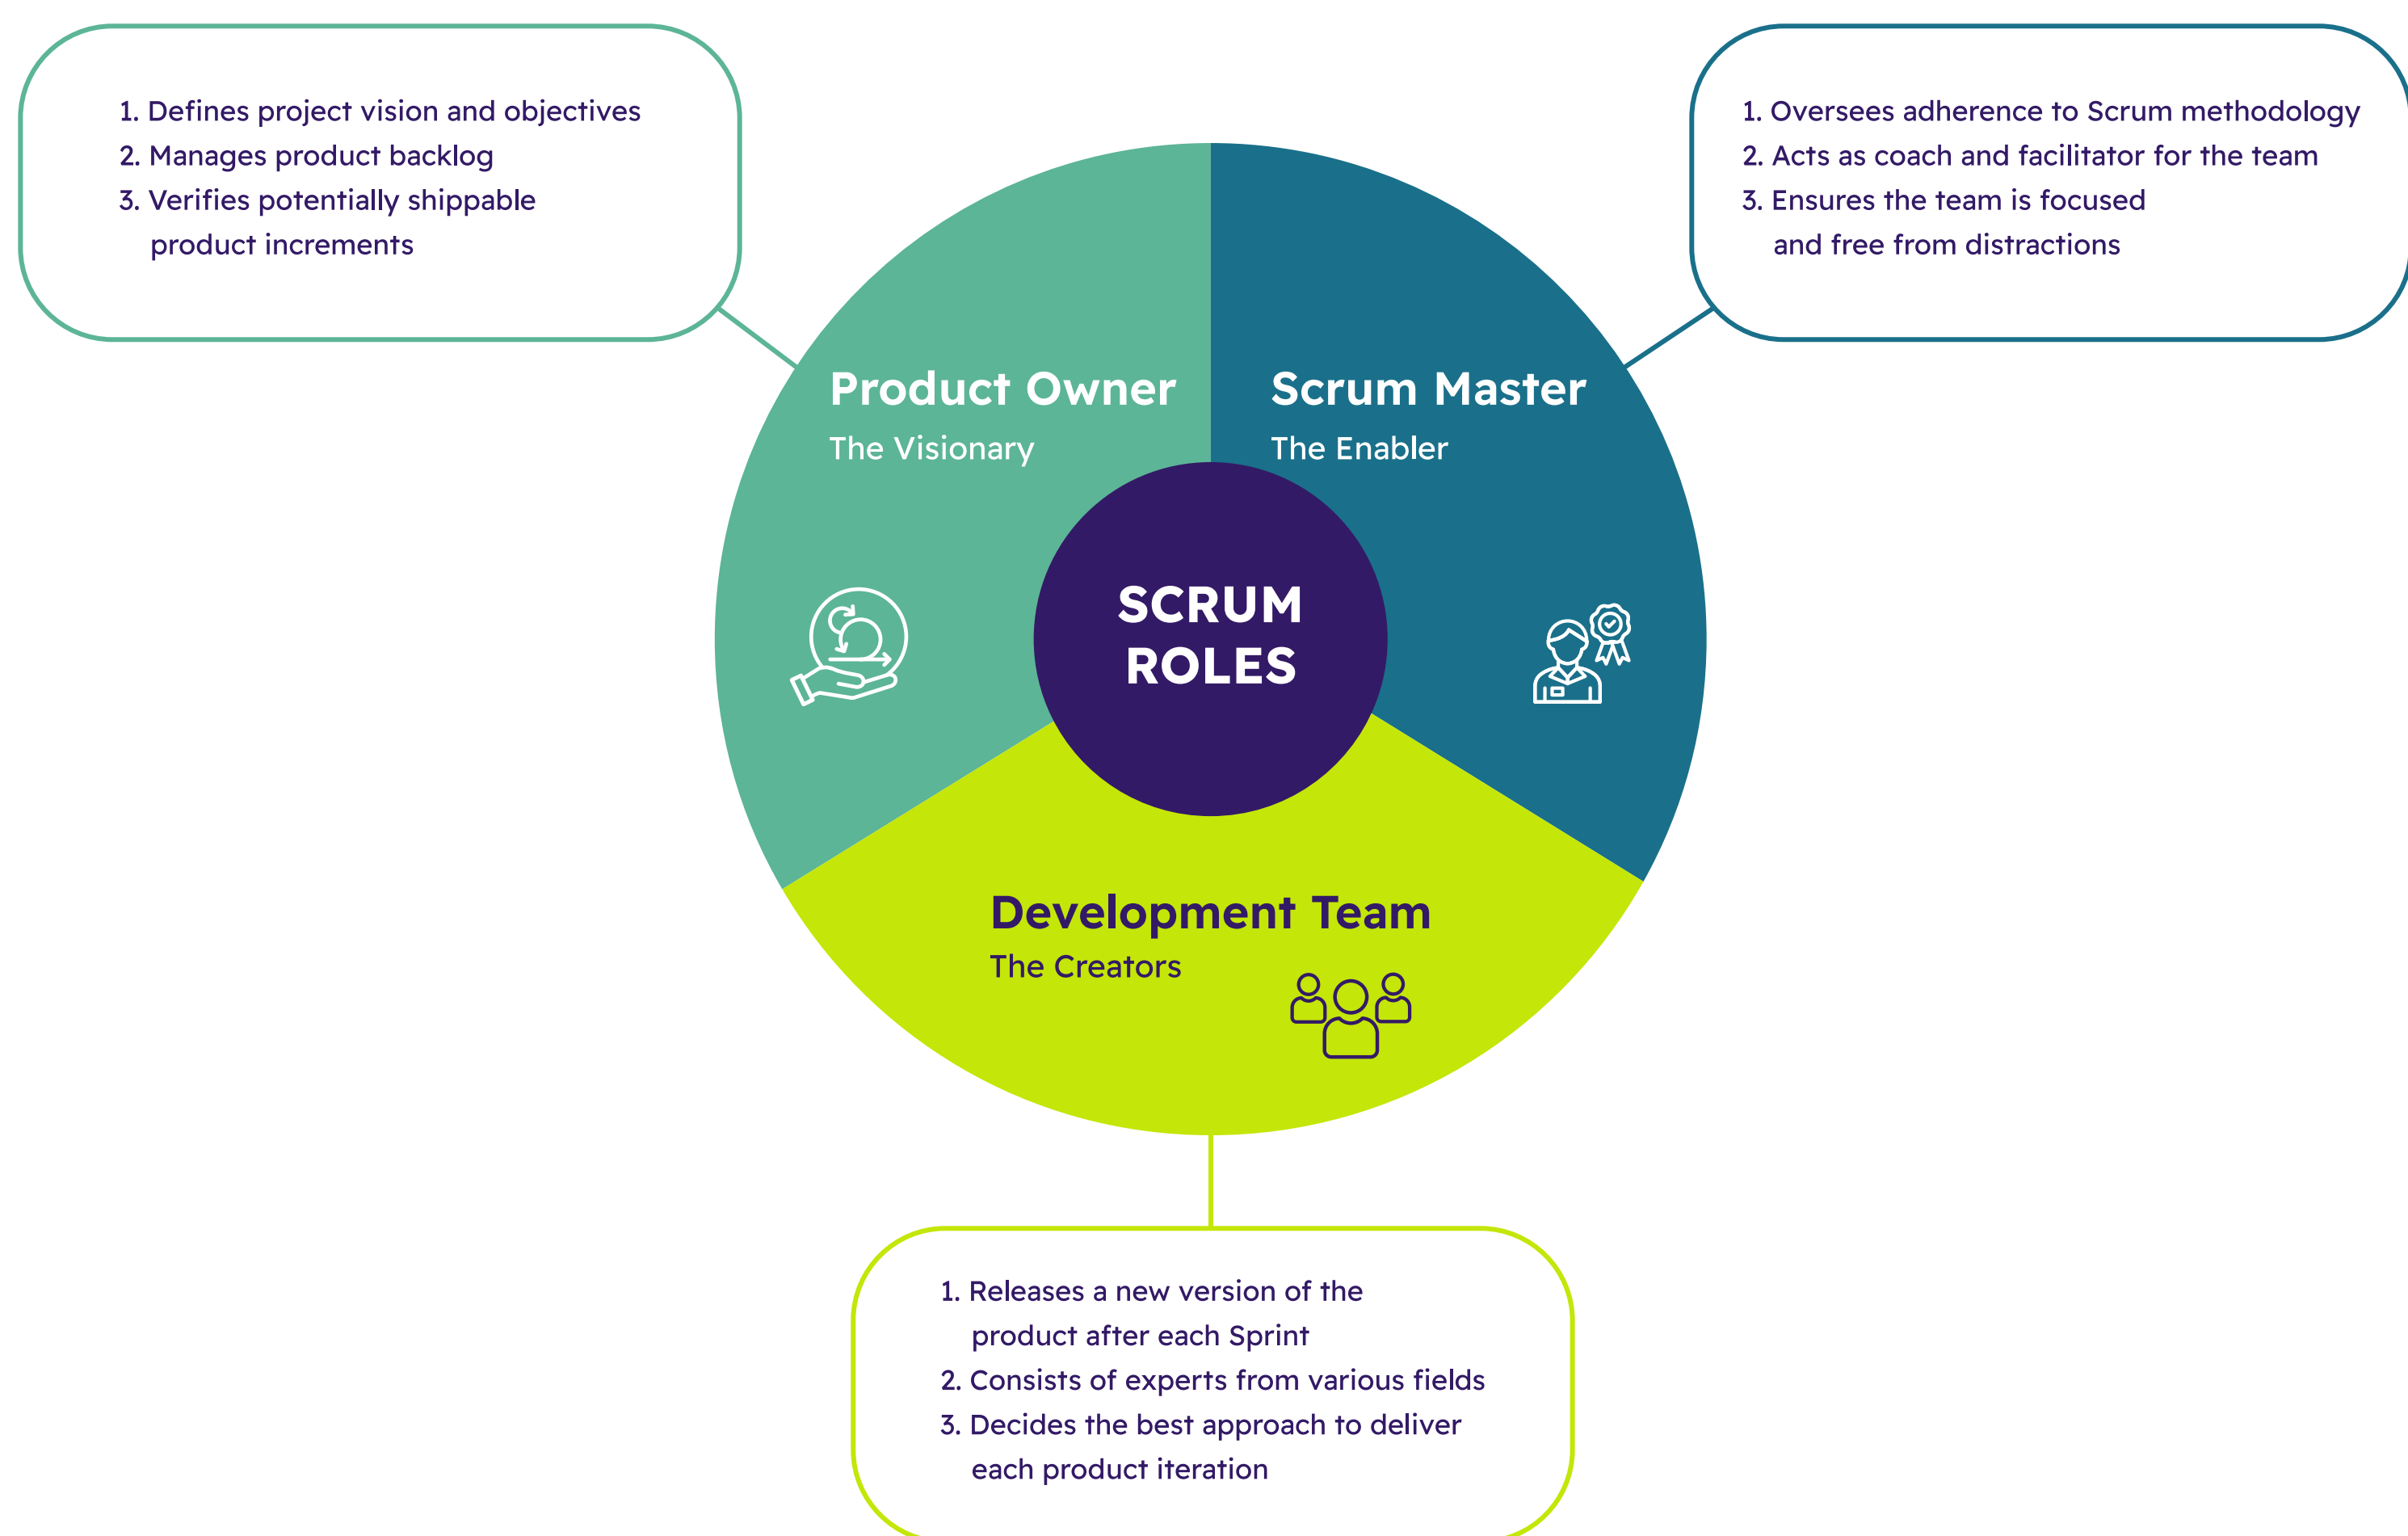 1. Defines project vision and objectives
2. Manages product backlog
3. Verifies potentially shippable
product increments
1. Oversees adherence to Scrum methodology
2. Acts as coach and facilitator for the team
3. Ensures the team is focused
and free from distractions
Product Owner
The Visionary
Scrum Master
The Enabler
SCRUM
ROLES
Development Team
The Creators
1. Releases a new version of the
product after each Sprint
2. Consists of experts from various fields
3. Decides the best approach to deliver
each product iteration